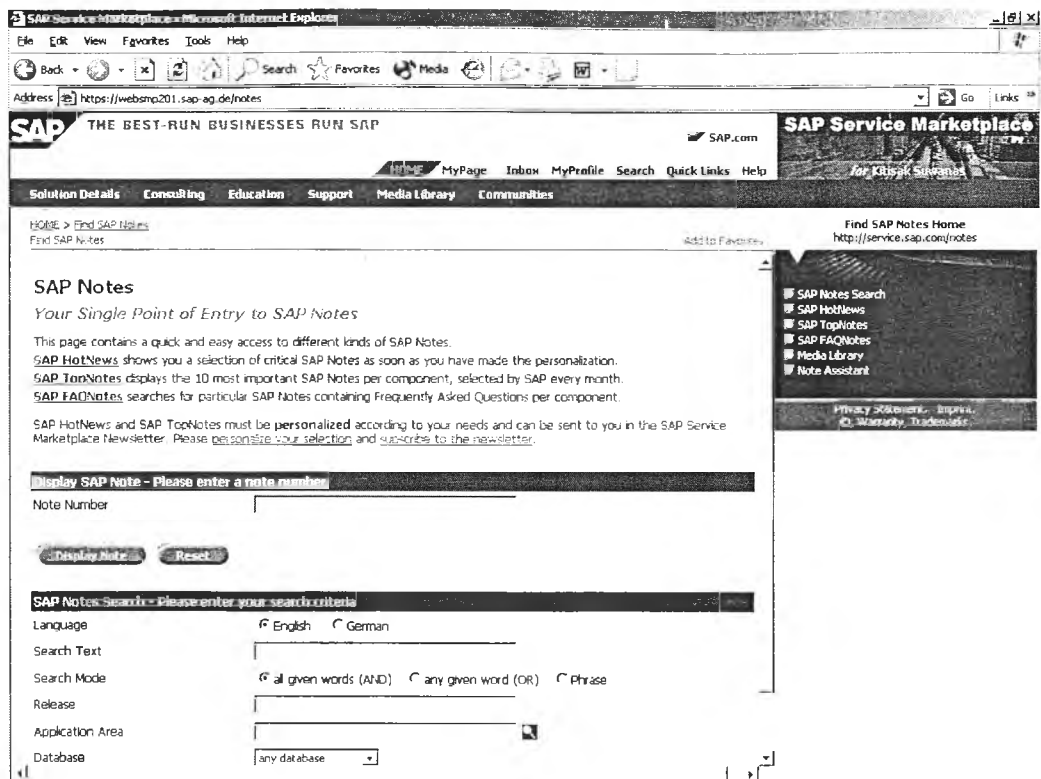 SAP Service Marketplace - Microsoft Internet Explorer
File Edit View Favorites Tools Help
Back Search Favorites Media
Address https://websmp201.sap-ag.de/notes Go Links
SAP THE BEST-RUN BUSINESSES RUN SAP
SAP.com
HOME MyPage Inbox MyProfile Search Quick Links Help
SAP Service Marketplace
for Kitisak Suwanas
Solution Details Consulting Education Support Media Library Communities
HOME > Find SAP Notes
Find SAP Notes
Add to Favorites
Find SAP Notes Home
http://service.sap.com/notes
SAP Notes Search
SAP HotNews
SAP TopNotes
SAP FAQNotes
Media Library
Note Assistant
Privacy Statement, Imprint,
Warranty, Trademarks
SAP Notes
Your Single Point of Entry to SAP Notes
This page contains a quick and easy access to different kinds of SAP Notes.
SAP HotNews shows you a selection of critical SAP Notes as soon as you have made the personalization.
SAP TopNotes displays the 10 most important SAP Notes per component, selected by SAP every month.
SAP FAQNotes searches for particular SAP Notes containing Frequently Asked Questions per component.
SAP HotNews and SAP TopNotes must be personalized according to your needs and can be sent to you in the SAP Service
Marketplace Newsletter. Please personalize your selection and subscribe to the newsletter.
Display SAP Note - Please enter a note number
Note Number
Display Note Reset
SAP Notes Search - Please enter your search criteria
Language English German
Search Text
Search Mode all given words (AND) any given word (OR) Phrase
Release
Application Area
Database any database